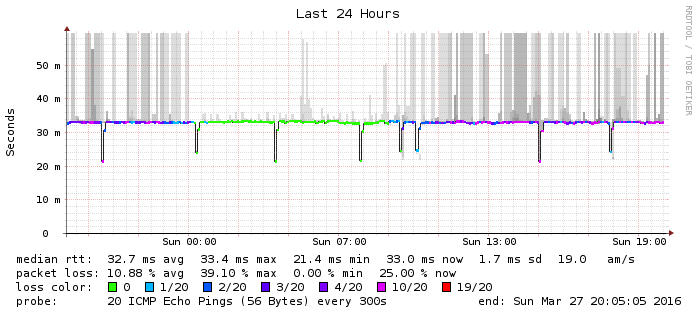 Last 24 Hours
RRDTOOL / TOBI OETIKER
Seconds
50 m
40 m
30 m
20 m
10 m
0
Sun 00:00 Sun 07:00 Sun 13:00 Sun 19:00
median rtt: 32.7 ms avg 33.4 ms max 21.4 ms min 33.0 ms now 1.7 ms sd 19.0 am/s
packet loss: 10.88 % avg 39.10 % max 0.00 % min 25.00 % now
loss color: 0 1/20 2/20 3/20 4/20 10/20 19/20
probe: 20 ICMP Echo Pings (56 Bytes) every 300s end: Sun Mar 27 20:05:05 2016